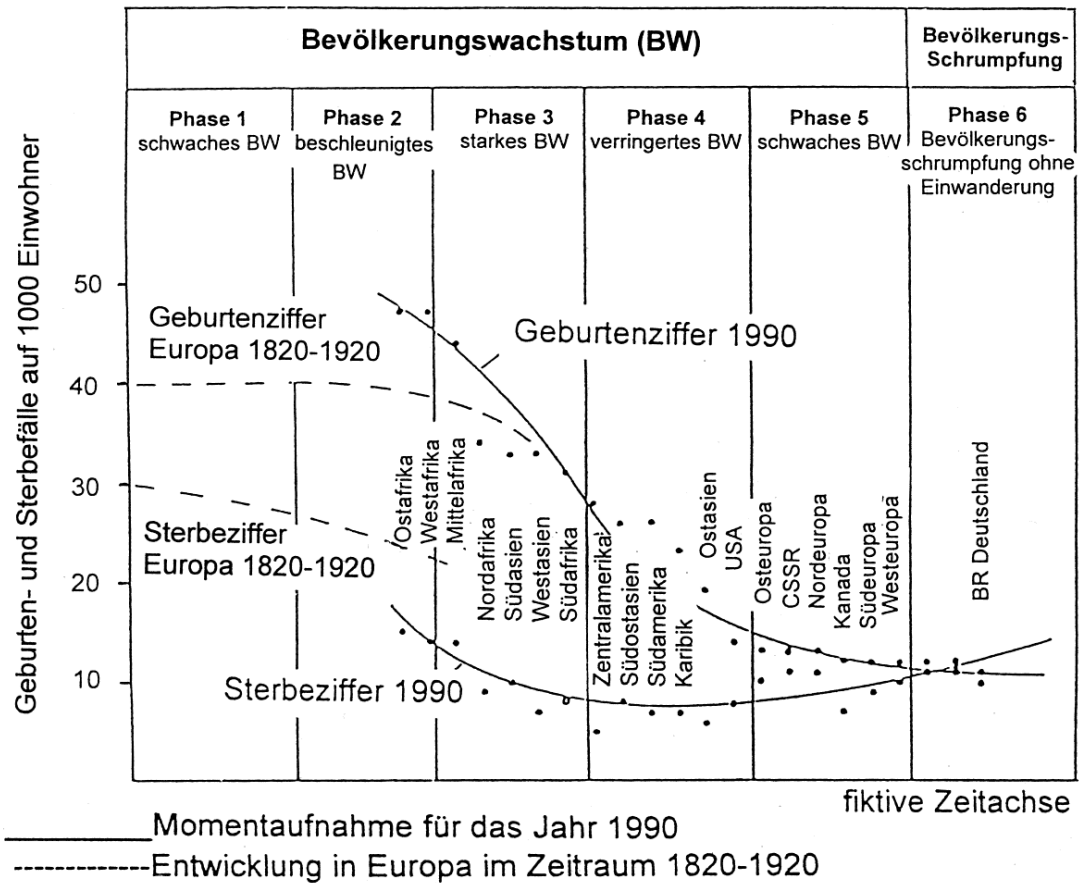 Bevölkerungswachstum (BW)
Bevölkerungs-
Schrumpfung
Phase 1
schwaches BW
Phase 2
beschleunigtes
BW
Phase 3
starkes BW
Phase 4
verringertes BW
Phase 5
schwaches BW
Phase 6
Bevölkerungs-
schrumpfung ohne
Einwanderung
Geburten- und Sterbefälle auf 1000 Einwohner
50
40
30
20
10
Geburtenziffer
Europa 1820-1920
Geburtenziffer 1990
Sterbeziffer
Europa 1820-1920
Sterbeziffer 1990
Ostafrika
Westafrika
Mittelafrika
Nordafrika
Südasien
Westasien
Südafrika
Zentralamerika
Südostasien
Südamerika
Karibik
Ostasien
USA
Osteuropa
CSSR
Nordeuropa
Kanada
Südeuropa
Westeuropa
BR Deutschland
fiktive Zeitachse
Momentaufnahme für das Jahr 1990
Entwicklung in Europa im Zeitraum 1820-1920